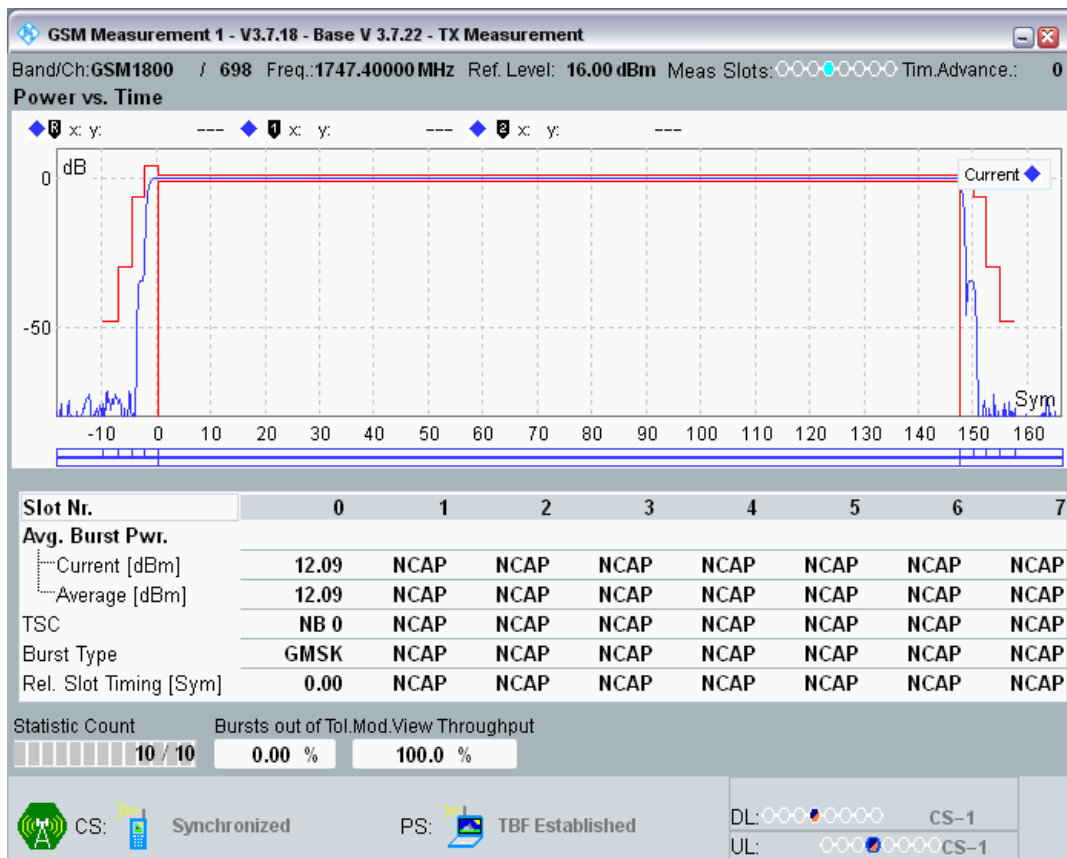 GSM Measurement 1 - V3.7.18 - Base V 3.7.22 - TX Measurement
Band/Ch:GSM1800 / 698 Freq.:1747.40000 MHz Ref. Level: 16.00 dBm Meas Slots: Tim.Advance.: 0
Power vs. Time
R x: y: --- 1 x: y: --- 2 x: y: ---
dB
0
Current
-50
Sym
-10 0 10 20 30 40 50 60 70 80 90 100 110 120 130 140 150 160
Slot Nr. 0 1 2 3 4 5 6 7
Avg. Burst Pwr.
Current [dBm] 12.09 NCAP NCAP NCAP NCAP NCAP NCAP NCAP
Average [dBm] 12.09 NCAP NCAP NCAP NCAP NCAP NCAP NCAP
TSC NB 0 NCAP NCAP NCAP NCAP NCAP NCAP NCAP
Burst Type GMSK NCAP NCAP NCAP NCAP NCAP NCAP NCAP
Rel. Slot Timing [Sym] 0.00 NCAP NCAP NCAP NCAP NCAP NCAP NCAP
Statistic Count Bursts out of Tol.Mod.View Throughput
10 / 10 0.00 % 100.0 %
CS: Synchronized PS: TBF Established
DL: CS-1
UL: CS-1